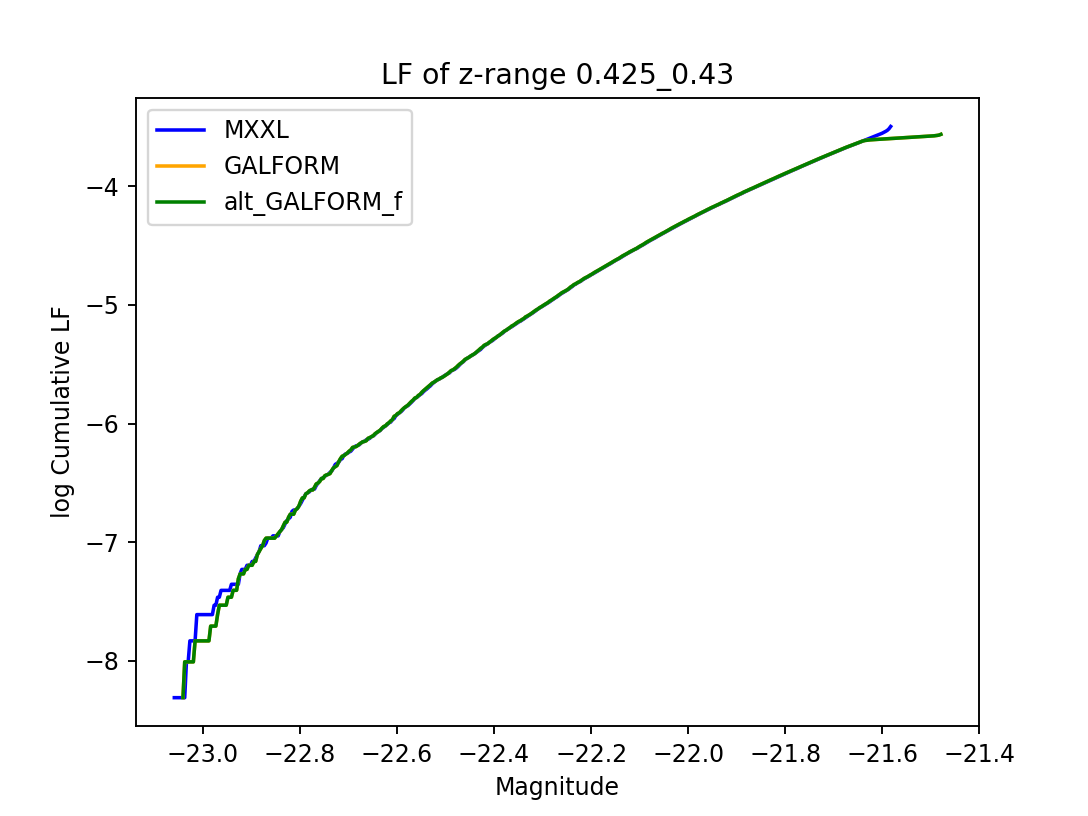 LF of z-range 0.425_0.43
MXXL
GALFORM
alt_GALFORM_f
log Cumulative LF
−4
−5
−6
−7
−8
−23.0 −22.8 −22.6 −22.4 −22.2 −22.0 −21.8 −21.6 −21.4
Magnitude